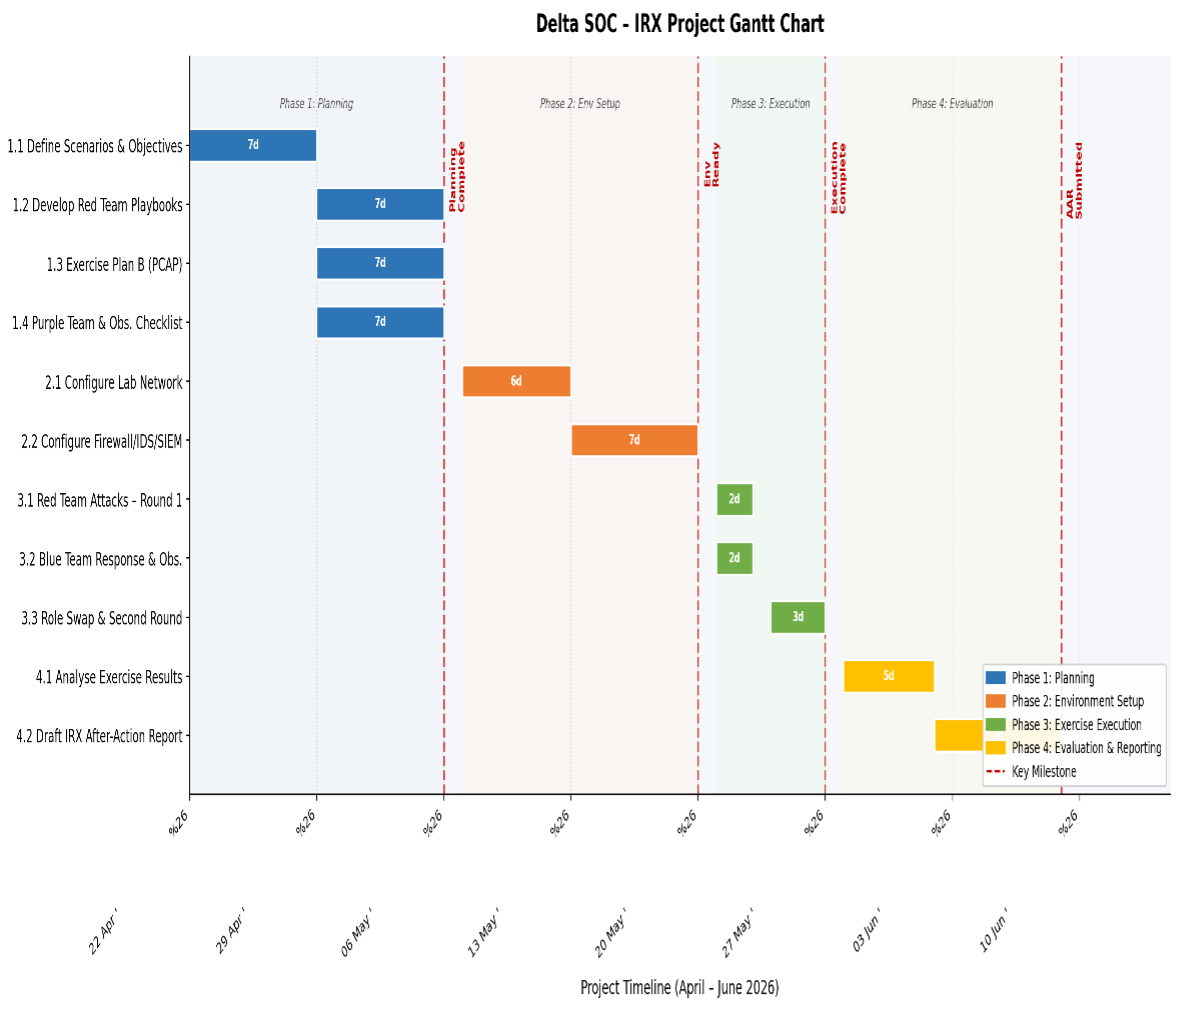 Delta SOC – IRX Project Gantt Chart
Phase 1: Planning
Phase 2: Env Setup
Phase 3: Execution
Phase 4: Evaluation
1.1 Define Scenarios & Objectives
7d
Planning
Complete
Env
Ready
Execution
Complete
AAR
Submitted
1.2 Develop Red Team Playbooks
7d
1.3 Exercise Plan B (PCAP)
7d
1.4 Purple Team & Obs. Checklist
7d
2.1 Configure Lab Network
6d
2.2 Configure Firewall/IDS/SIEM
7d
3.1 Red Team Attacks – Round 1
2d
3.2 Blue Team Response & Obs.
2d
3.3 Role Swap & Second Round
3d
4.1 Analyse Exercise Results
5d
4.2 Draft IRX After-Action Report
Phase 1: Planning
Phase 2: Environment Setup
Phase 3: Exercise Execution
Phase 4: Evaluation & Reporting
Key Milestone
%26
%26
%26
%26
%26
%26
%26
%26
22 Apr '
29 Apr '
06 May '
13 May '
20 May '
27 May '
03 Jun '
10 Jun '
Project Timeline (April – June 2026)